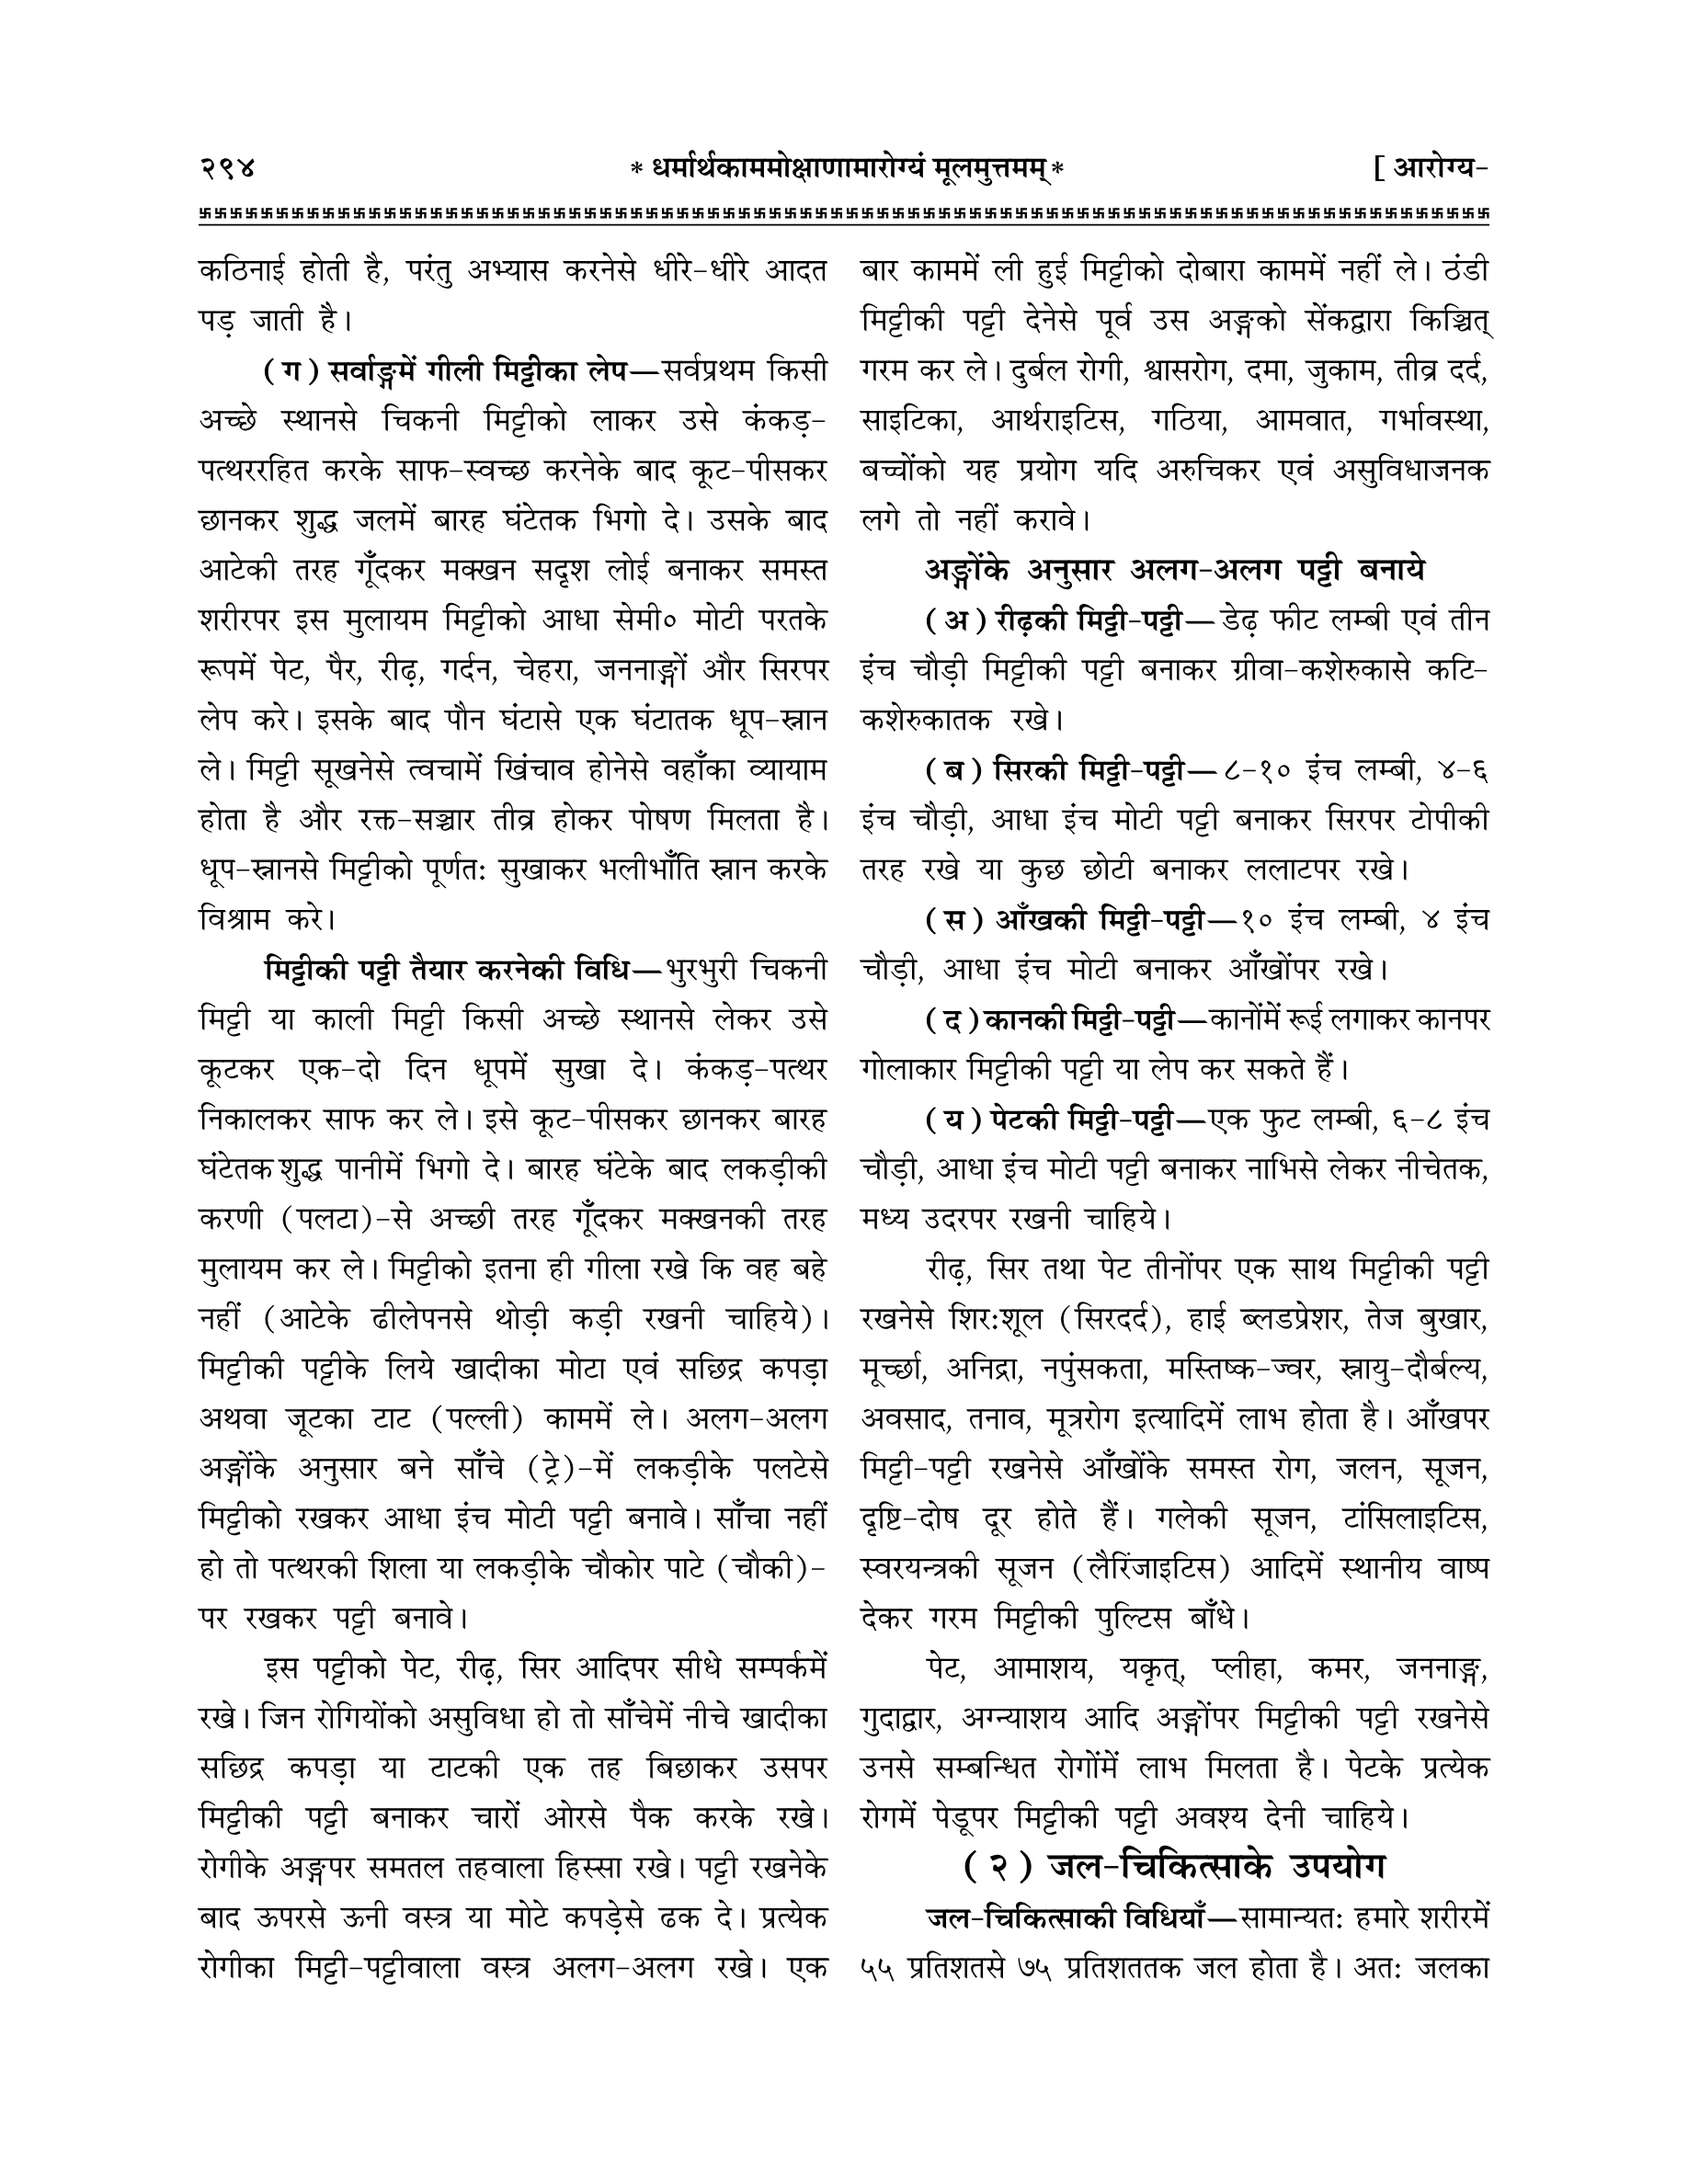 २९४
* धर्मार्थकाममोक्षाणामारोग्यं मूलमुत्तमम् *
[ आरोग्य-
कठिनाई होती है, परंतु अभ्यास करनेसे धीरे-धीरे आदत
पड़ जाती है।
( ग ) सर्वाङ्गमें गीली मिट्टीका लेप—सर्वप्रथम किसी
अच्छे स्थानसे चिकनी मिट्टीको लाकर उसे कंकड़-
पत्थररहित करके साफ-स्वच्छ करनेके बाद कूट-पीसकर
छानकर शुद्ध जलमें बारह घंटेतक भिगो दे। उसके बाद
आटेकी तरह गूँदकर मक्खन सदृश लोई बनाकर समस्त
शरीरपर इस मुलायम मिट्टीको आधा सेमी० मोटी परतके
रूपमें पेट, पैर, रीढ़, गर्दन, चेहरा, जननाङ्गों और सिरपर
लेप करे। इसके बाद पौन घंटासे एक घंटातक धूप-स्नान
ले। मिट्टी सूखनेसे त्वचामें खिंचाव होनेसे वहाँका व्यायाम
होता है और रक्त-सञ्चार तीव्र होकर पोषण मिलता है।
धूप-स्नानसे मिट्टीको पूर्णतः सुखाकर भलीभाँति स्नान करके
विश्राम करे।
मिट्टीकी पट्टी तैयार करनेकी विधि—भुरभुरी चिकनी
मिट्टी या काली मिट्टी किसी अच्छे स्थानसे लेकर उसे
कूटकर एक-दो दिन धूपमें सुखा दे। कंकड़-पत्थर
निकालकर साफ कर ले। इसे कूट-पीसकर छानकर बारह
घंटेतक शुद्ध पानीमें भिगो दे। बारह घंटेके बाद लकड़ीकी
करणी (पलटा)-से अच्छी तरह गूँदकर मक्खनकी तरह
मुलायम कर ले। मिट्टीको इतना ही गीला रखे कि वह बहे
नहीं (आटेके ढीलेपनसे थोड़ी कड़ी रखनी चाहिये)।
मिट्टीकी पट्टीके लिये खादीका मोटा एवं सछिद्र कपड़ा
अथवा जूटका टाट (पल्ली) काममें ले। अलग-अलग
अङ्गोंके अनुसार बने साँचे (ट्रे)-में लकड़ीके पलटेसे
मिट्टीको रखकर आधा इंच मोटी पट्टी बनावे। साँचा नहीं
हो तो पत्थरकी शिला या लकड़ीके चौकोर पाटे (चौकी)-
पर रखकर पट्टी बनावे।
इस पट्टीको पेट, रीढ़, सिर आदिपर सीधे सम्पर्कमें
रखे। जिन रोगियोंको असुविधा हो तो साँचेमें नीचे खादीका
सछिद्र कपड़ा या टाटकी एक तह बिछाकर उसपर
मिट्टीकी पट्टी बनाकर चारों ओरसे पैक करके रखे।
रोगीके अङ्गपर समतल तहवाला हिस्सा रखे। पट्टी रखनेके
बाद ऊपरसे ऊनी वस्त्र या मोटे कपड़ेसे ढक दे। प्रत्येक
रोगीका मिट्टी-पट्टीवाला वस्त्र अलग-अलग रखे। एक
बार काममें ली हुई मिट्टीको दोबारा काममें नहीं ले। ठंडी
मिट्टीकी पट्टी देनेसे पूर्व उस अङ्गको सेंकद्वारा किञ्चित्
गरम कर ले। दुर्बल रोगी, श्वासरोग, दमा, जुकाम, तीव्र दर्द,
साइटिका, आर्थराइटिस, गठिया, आमवात, गर्भावस्था,
बच्चोंको यह प्रयोग यदि अरुचिकर एवं असुविधाजनक
लगे तो नहीं करावे।
अङ्गोंके अनुसार अलग-अलग पट्टी बनाये
( अ ) रीढ़की मिट्टी-पट्टी—डेढ़ फीट लम्बी एवं तीन
इंच चौड़ी मिट्टीकी पट्टी बनाकर ग्रीवा-कशेरुकासे कटि-
कशेरुकातक रखे।
( ब ) सिरकी मिट्टी-पट्टी—८-१० इंच लम्बी, ४-६
इंच चौड़ी, आधा इंच मोटी पट्टी बनाकर सिरपर टोपीकी
तरह रखे या कुछ छोटी बनाकर ललाटपर रखे।
( स ) आँखकी मिट्टी-पट्टी—१० इंच लम्बी, ४ इंच
चौड़ी, आधा इंच मोटी बनाकर आँखोंपर रखे।
( द ) कानकी मिट्टी-पट्टी—कानोंमें रूई लगाकर कानपर
गोलाकार मिट्टीकी पट्टी या लेप कर सकते हैं।
( य ) पेटकी मिट्टी-पट्टी—एक फुट लम्बी, ६-८ इंच
चौड़ी, आधा इंच मोटी पट्टी बनाकर नाभिसे लेकर नीचेतक,
मध्य उदरपर रखनी चाहिये।
रीढ़, सिर तथा पेट तीनोंपर एक साथ मिट्टीकी पट्टी
रखनेसे शिरःशूल (सिरदर्द), हाई ब्लडप्रेशर, तेज बुखार,
मूर्च्छा, अनिद्रा, नपुंसकता, मस्तिष्क-ज्वर, स्नायु-दौर्बल्य,
अवसाद, तनाव, मूत्ररोग इत्यादिमें लाभ होता है। आँखपर
मिट्टी-पट्टी रखनेसे आँखोंके समस्त रोग, जलन, सूजन,
दृष्टि-दोष दूर होते हैं। गलेकी सूजन, टांसिलाइटिस,
स्वरयन्त्रकी सूजन (लैरिंजाइटिस) आदिमें स्थानीय वाष्प
देकर गरम मिट्टीकी पुल्टिस बाँधे।
पेट, आमाशय, यकृत्, प्लीहा, कमर, जननाङ्ग,
गुदाद्वार, अग्न्याशय आदि अङ्गोंपर मिट्टीकी पट्टी रखनेसे
उनसे सम्बन्धित रोगोंमें लाभ मिलता है। पेटके प्रत्येक
रोगमें पेडूपर मिट्टीकी पट्टी अवश्य देनी चाहिये।
( २ ) जल-चिकित्साके उपयोग
जल-चिकित्साकी विधियाँ—सामान्यतः हमारे शरीरमें
५५ प्रतिशतसे ७५ प्रतिशततक जल होता है। अतः जलका